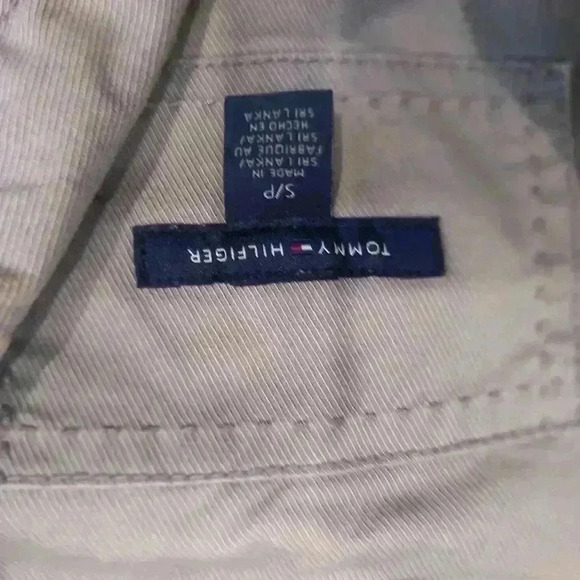 TOMMY HILFIGER
S/P
MADE IN
SRI LANKA/
FABRIQUE AU
SRI LANKA/
HECHO EN
SRI LANKA